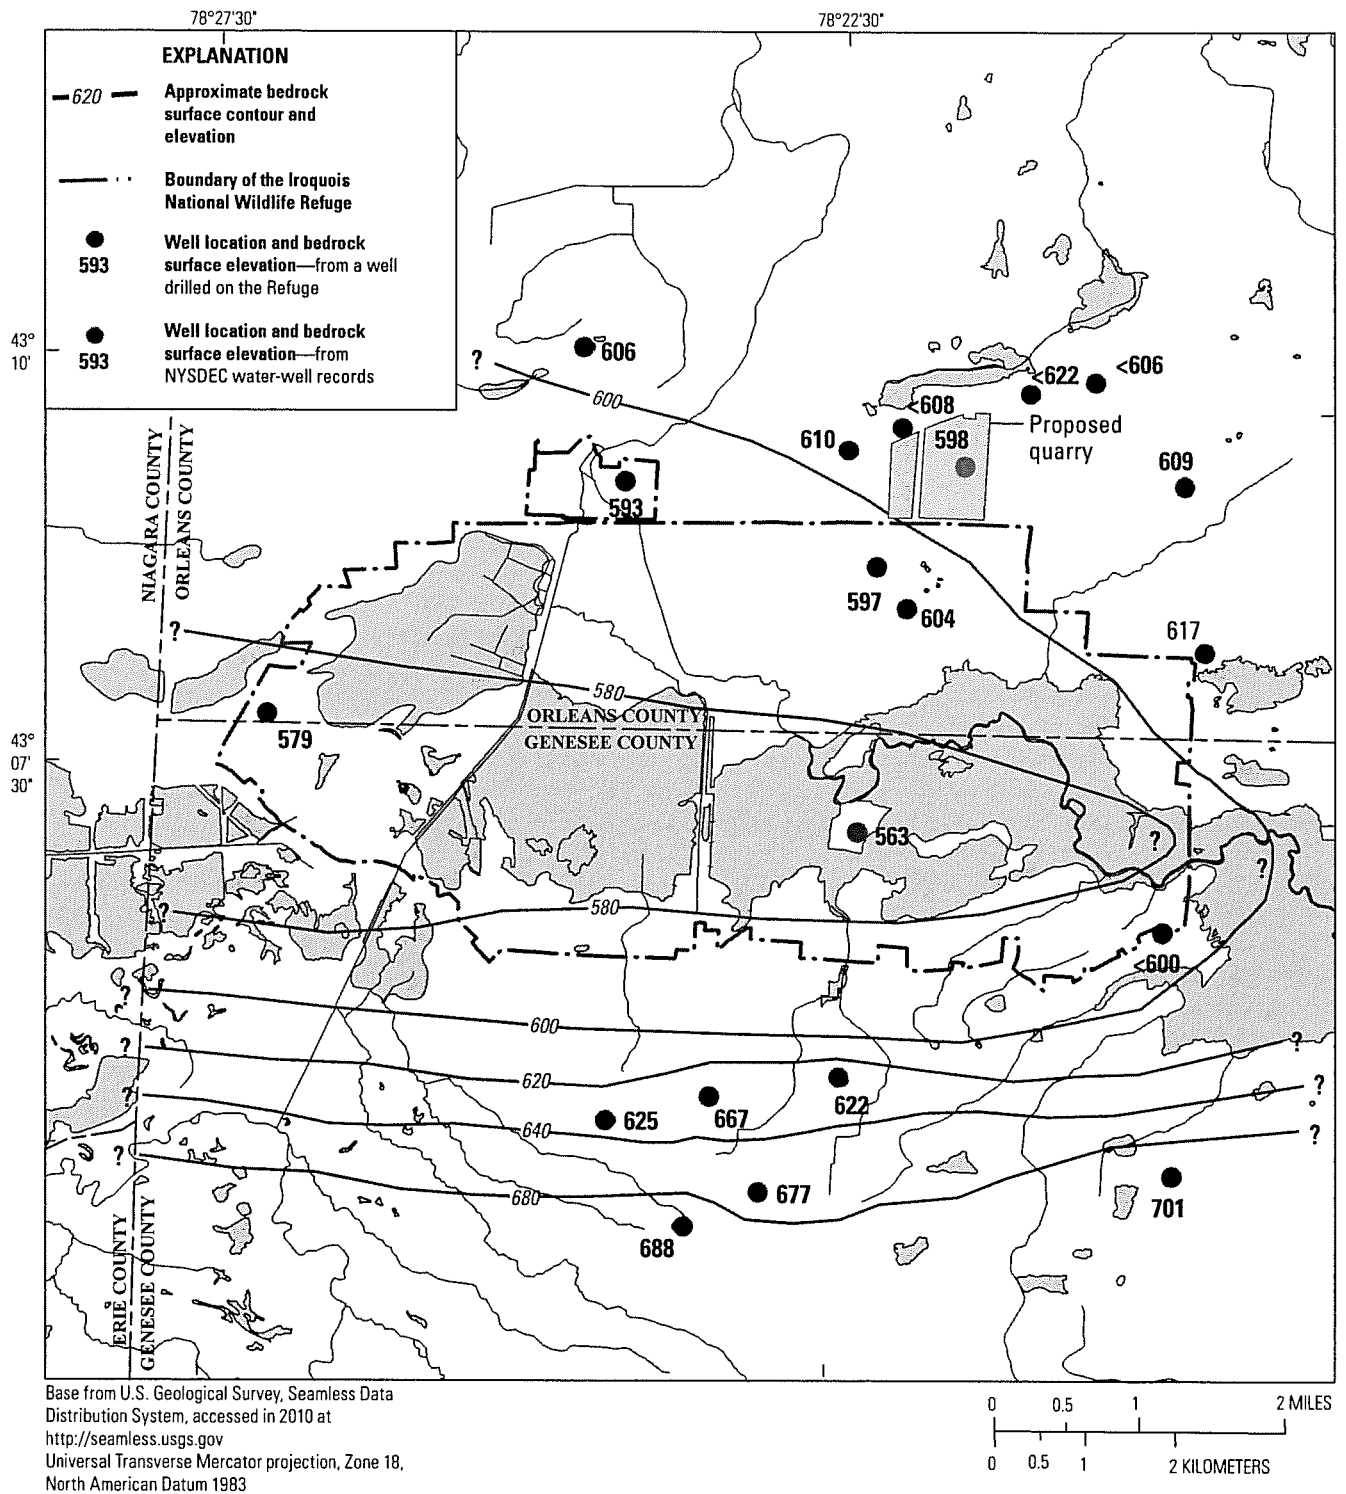 78°27'30"
78°22'30"
EXPLANATION
620
Approximate bedrock
surface contour and
elevation
Boundary of the Iroquois
National Wildlife Refuge
593
Well location and bedrock
surface elevation—from a well
drilled on the Refuge
593
Well location and bedrock
surface elevation—from
NYSDEC water-well records
43°
10'
?
606
600
<622
<606
<608
610
598
Proposed
quarry
609
593
NIAGARA COUNTY
ORLEANS COUNTY
597
604
617
?
580
ORLEANS COUNTY
GENESEE COUNTY
579
43°
07'
30"
563
?
?
?
580
<600
?
600
?
?
620
?
622
?
667
625
640
?
?
677
680
701
688
ERIE COUNTY
GENESEE COUNTY
Base from U.S. Geological Survey, Seamless Data
Distribution System, accessed in 2010 at
http://seamless.usgs.gov
Universal Transverse Mercator projection, Zone 18,
North American Datum 1983
0 0.5 1 2 MILES
0 0.5 1 2 KILOMETERS